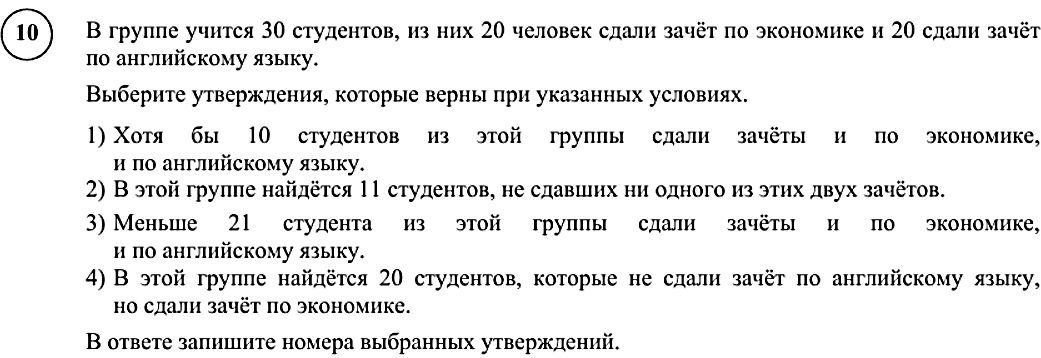 10 В группе учится 30 студентов, из них 20 человек сдали зачёт по экономике и 20 сдали зачёт
по английскому языку.
Выберите утверждения, которые верны при указанных условиях.
1) Хотя бы 10 студентов из этой группы сдали зачёты и по экономике,
и по английскому языку.
2) В этой группе найдётся 11 студентов, не сдавших ни одного из этих двух зачётов.
3) Меньше 21 студента из этой группы сдали зачёты и по экономике,
и по английскому языку.
4) В этой группе найдётся 20 студентов, которые не сдали зачёт по английскому языку,
но сдали зачёт по экономике.
В ответе запишите номера выбранных утверждений.